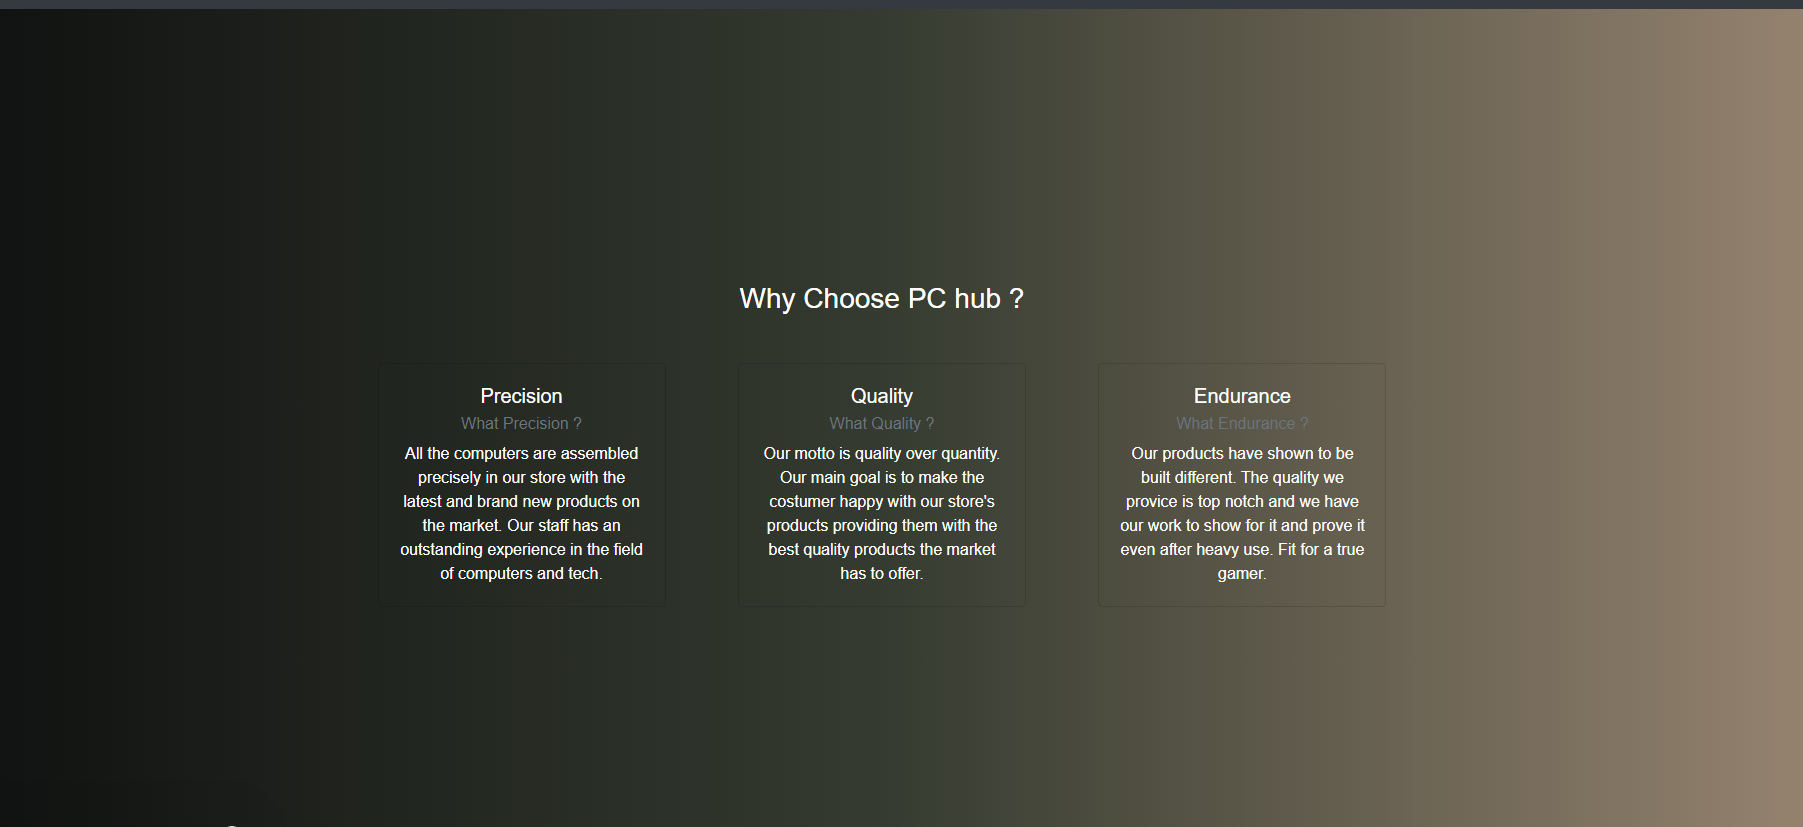 Why Choose PC hub ?
Precision
What Precision ?
All the computers are assembled
precisely in our store with the
latest and brand new products on
the market. Our staff has an
outstanding experience in the field
of computers and tech.
Quality
What Quality ?
Our motto is quality over quantity.
Our main goal is to make the
costumer happy with our store's
products providing them with the
best quality products the market
has to offer.
Endurance
What Endurance ?
Our products have shown to be
built different. The quality we
provice is top notch and we have
our work to show for it and prove it
even after heavy use. Fit for a true
gamer.